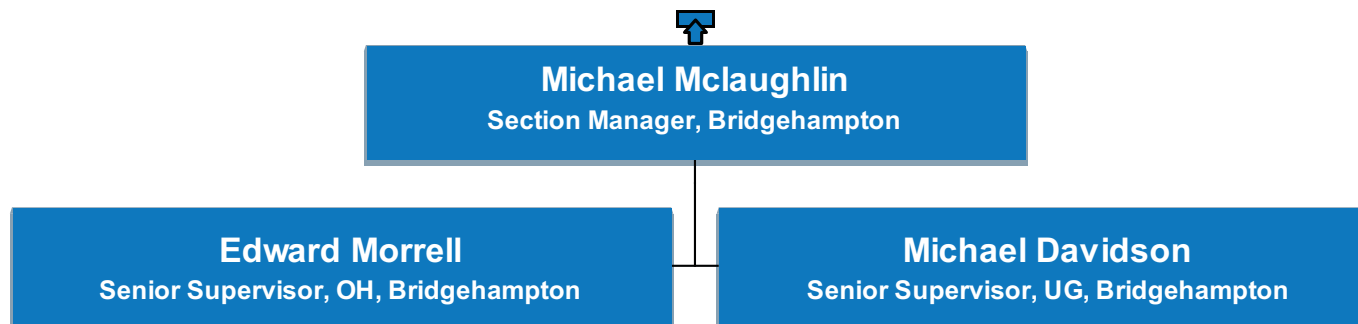 Michael Mclaughlin
Section Manager, Bridgehampton
Edward Morrell
Senior Supervisor, OH, Bridgehampton
Michael Davidson
Senior Supervisor, UG, Bridgehampton